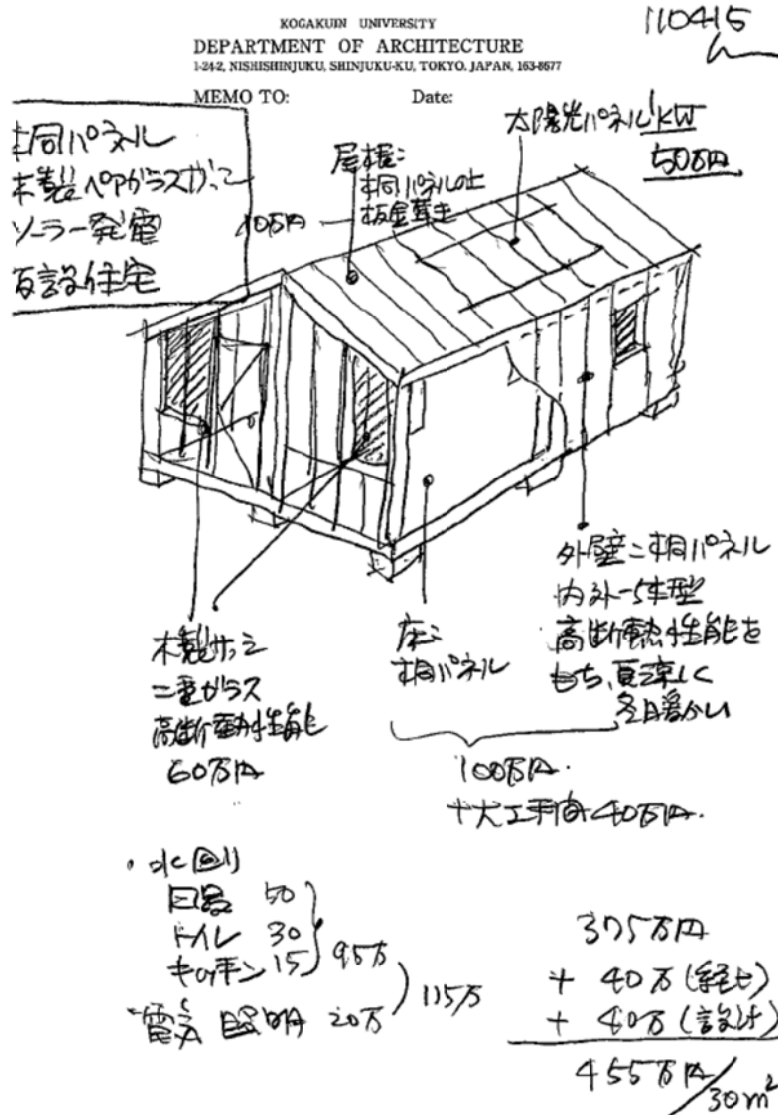 KOGAKUIN UNIVERSITY
DEPARTMENT OF ARCHITECTURE
1-24-2, NISHISHINJUKU, SHINJUKU-KU, TOKYO, JAPAN, 163-8677
MEMO TO: Date:
110415
桐パネル
木製ペアガラス
ソーラー発電
仮設住宅
屋根:
桐パネルの上
板金葺き
10万円
太陽光パネル1KW
50万円
木製サッシ
二重ガラス
高断熱性能
60万円
床:
桐パネル
外壁:桐パネル
内外一体型
高断熱性能を
もち、夏涼しく
冬日暖かい
100万円.
+大工手間40万円.
・水回り
トイレ 30
キッチン 15
95万
・電気 照明 20万
115万
375万円
+ 40万(経費)
+ 40万(設計)
455万円/30m²